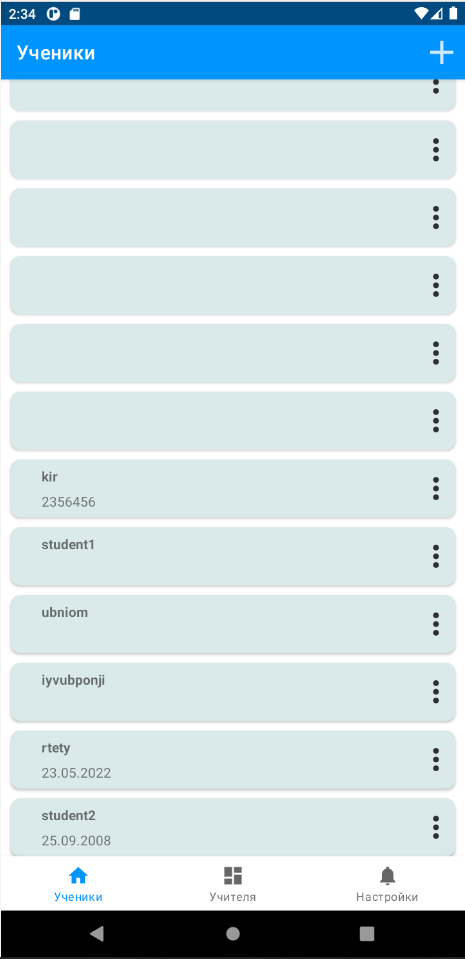 2:34
Ученики
kir
2356456
student1
ubniom
iyvubponji
rtety
23.05.2022
student2
25.09.2008
Ученики
Учителя
Настройки